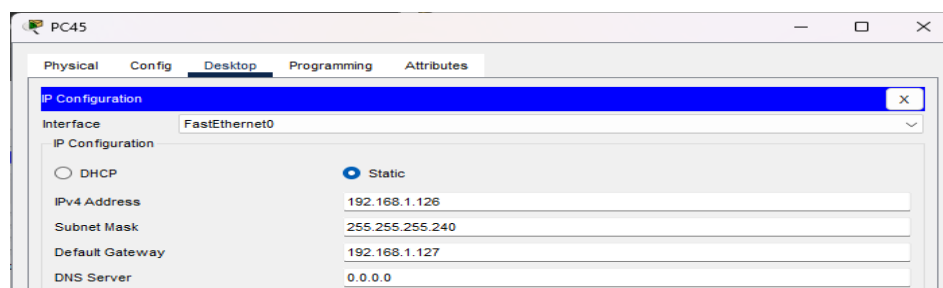 PC45
Physical Config Desktop Programming Attributes
IP Configuration X
Interface FastEthernet0
IP Configuration
DHCP Static
IPv4 Address 192.168.1.126
Subnet Mask 255.255.255.240
Default Gateway 192.168.1.127
DNS Server 0.0.0.0